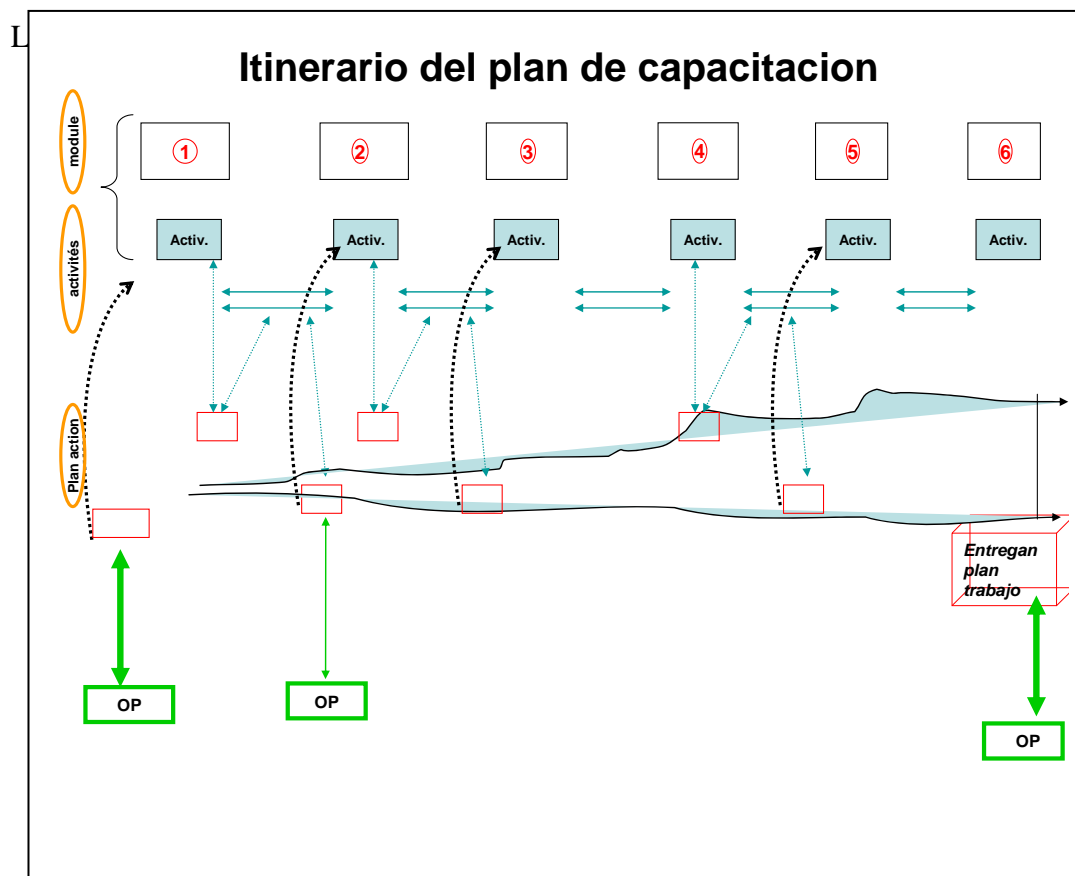 L
Itinerario del plan de capacitacion
module
1
2
3
4
5
6
activités
Activ.
Activ.
Activ.
Activ.
Activ.
Activ.
Plan action
Entregan
plan
trabajo
OP
OP
OP